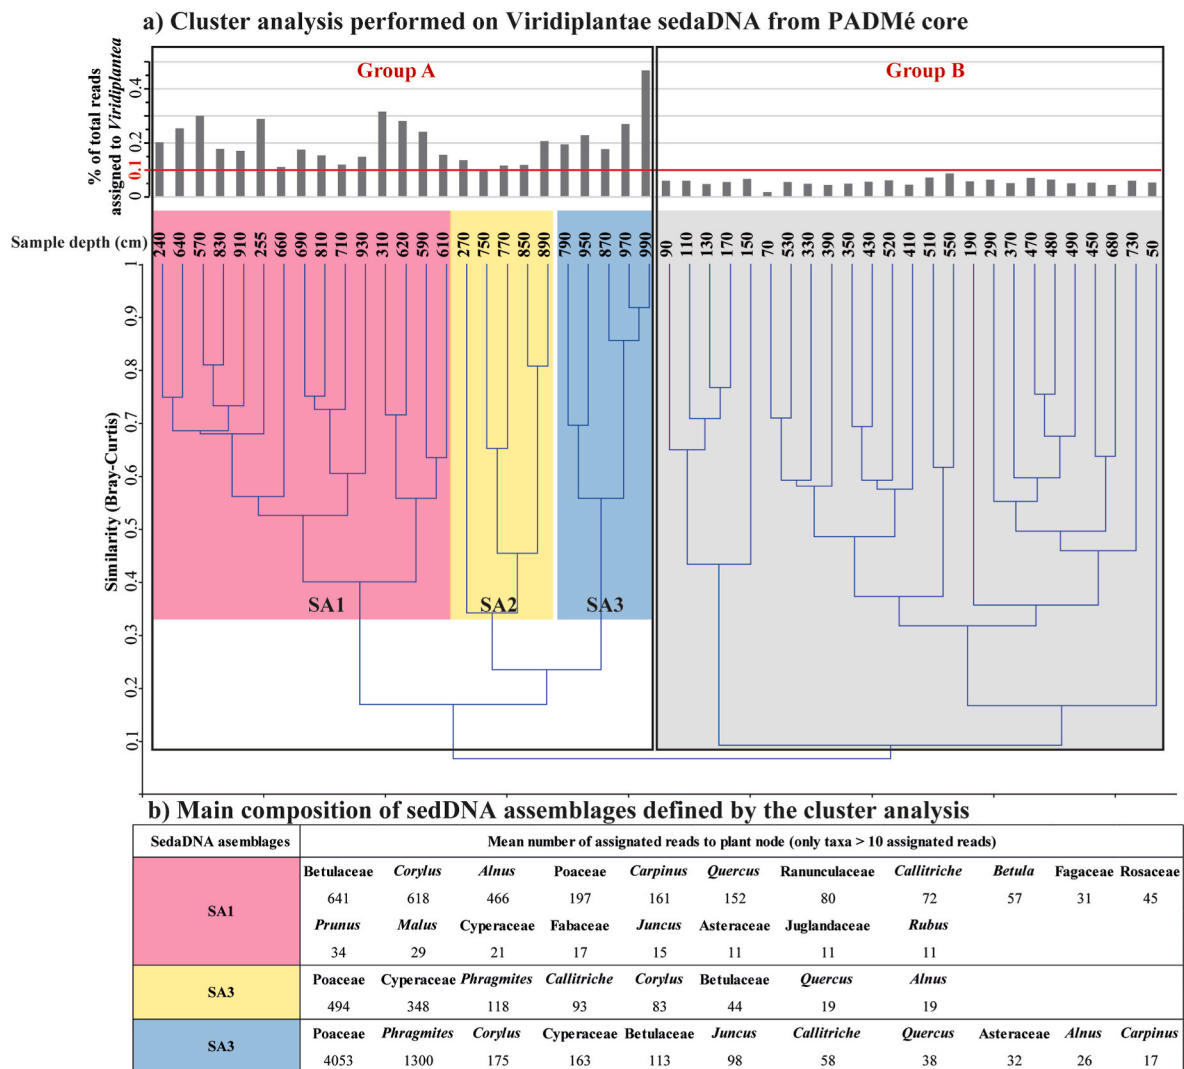 a) Cluster analysis performed on Viridiplantae sedaDNA from PADMé core
Group A
Group B
% of total reads
assigned to Viridiplantea
0.4
0.2
0.1
0
Sample depth (cm)
240 640 570 830 910 255 660 690 810 710 930 310 620 590 610 270 750 770 850 890 790 950 870 970 990 90 110 130 170 150 70 530 330 390 350 430 520 410 510 550 190 290 370 470 480 490 450 680 730 50
Similarity (Bray-Curtis)
1
0.9
0.8
0.7
0.6
0.5
0.4
0.3
0.2
0.1
SA1
SA2
SA3
b) Main composition of sedDNA assemblages defined by the cluster analysis
SedaDNA asemblages Mean number of assignated reads to plant node (only taxa > 10 assignated reads)
SA1
Betulaceae Corylus Alnus Poaceae Carpinus Quercus Ranunculaceae Callitriche Betula Fagaceae Rosaceae
641 618 466 197 161 152 80 72 57 31 45
Prunus Malus Cyperaceae Fabaceae Juncus Asteraceae Juglandaceae Rubus
34 29 21 17 15 11 11 11
SA3
Poaceae Cyperaceae Phragmites Callitriche Corylus Betulaceae Quercus Alnus
494 348 118 93 83 44 19 19
SA3
Poaceae Phragmites Corylus Cyperaceae Betulaceae Juncus Callitriche Quercus Asteraceae Alnus Carpinus
4053 1300 175 163 113 98 58 38 32 26 17